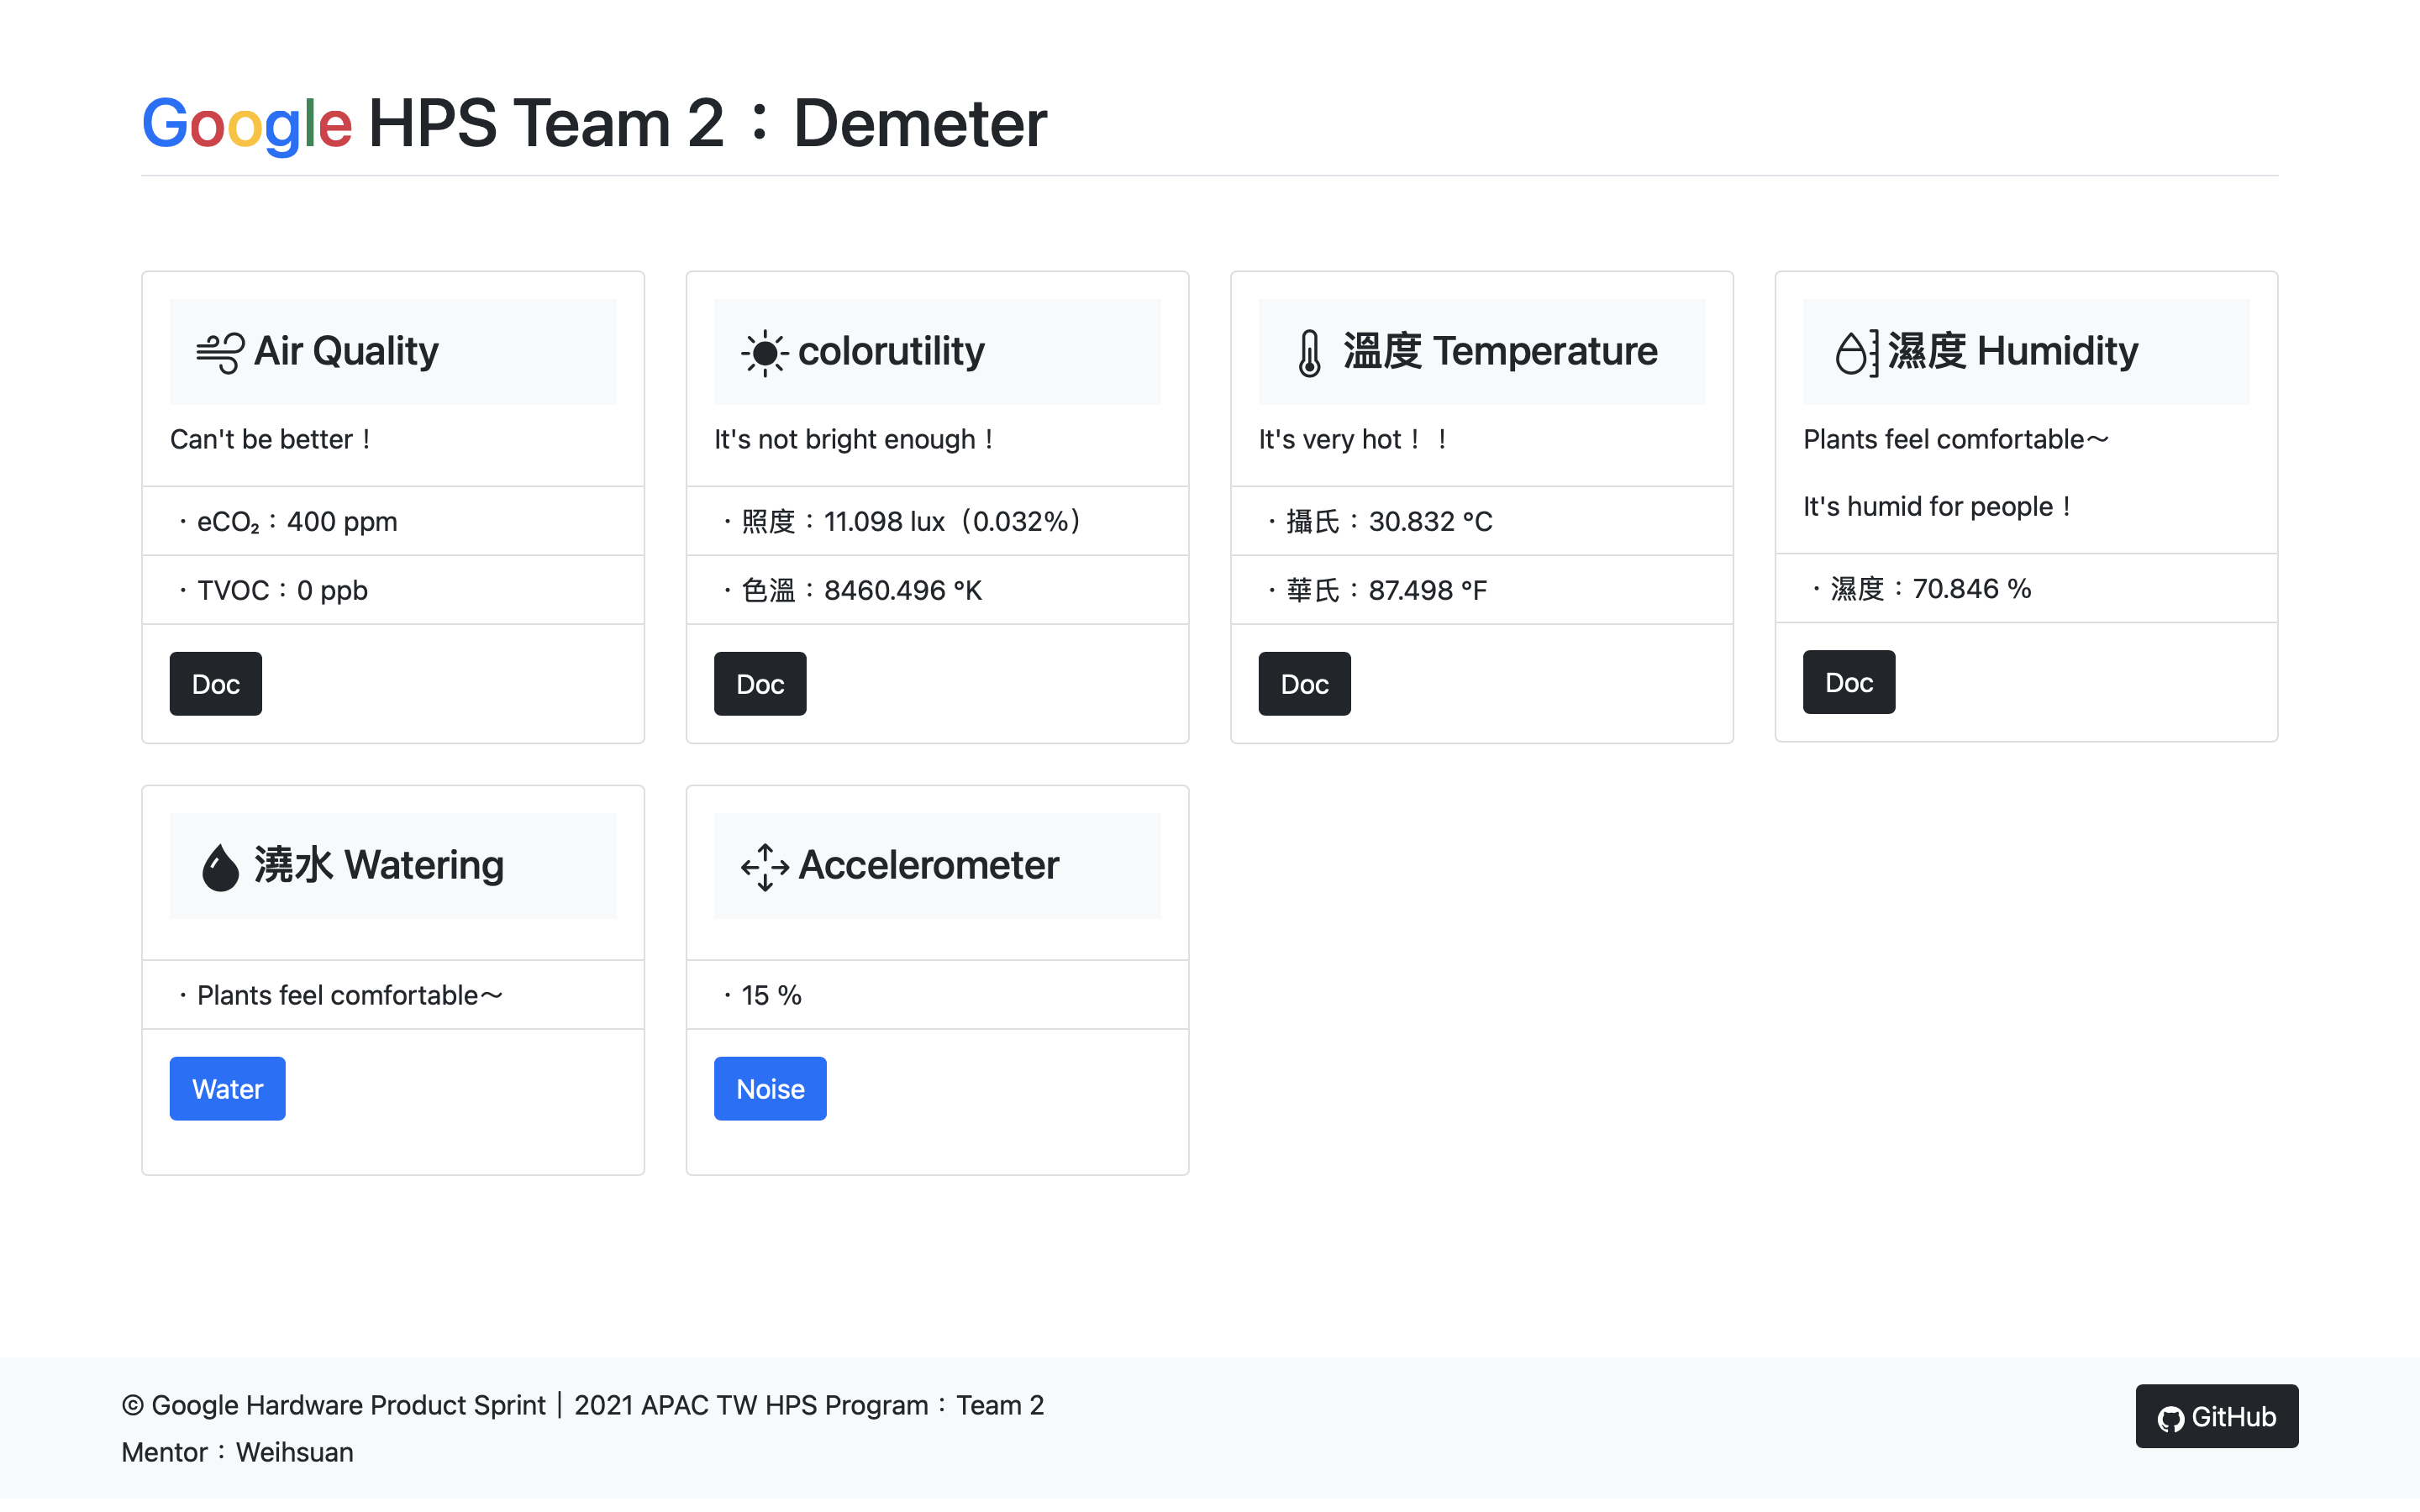 Google HPS Team 2：Demeter
Air Quality
Can't be better！
・eCO₂：400 ppm
・TVOC：0 ppb
Doc
colorutility
It's not bright enough！
・照度：11.098 lux（0.032%）
・色溫：8460.496 °K
Doc
溫度 Temperature
It's very hot！！
・攝氏：30.832 °C
・華氏：87.498 °F
Doc
濕度 Humidity
Plants feel comfortable～
It's humid for people！
・濕度：70.846 %
Doc
澆水 Watering
・Plants feel comfortable～
Water
Accelerometer
・15 %
Noise
© Google Hardware Product Sprint｜2021 APAC TW HPS Program：Team 2
Mentor：Weihsuan
GitHub